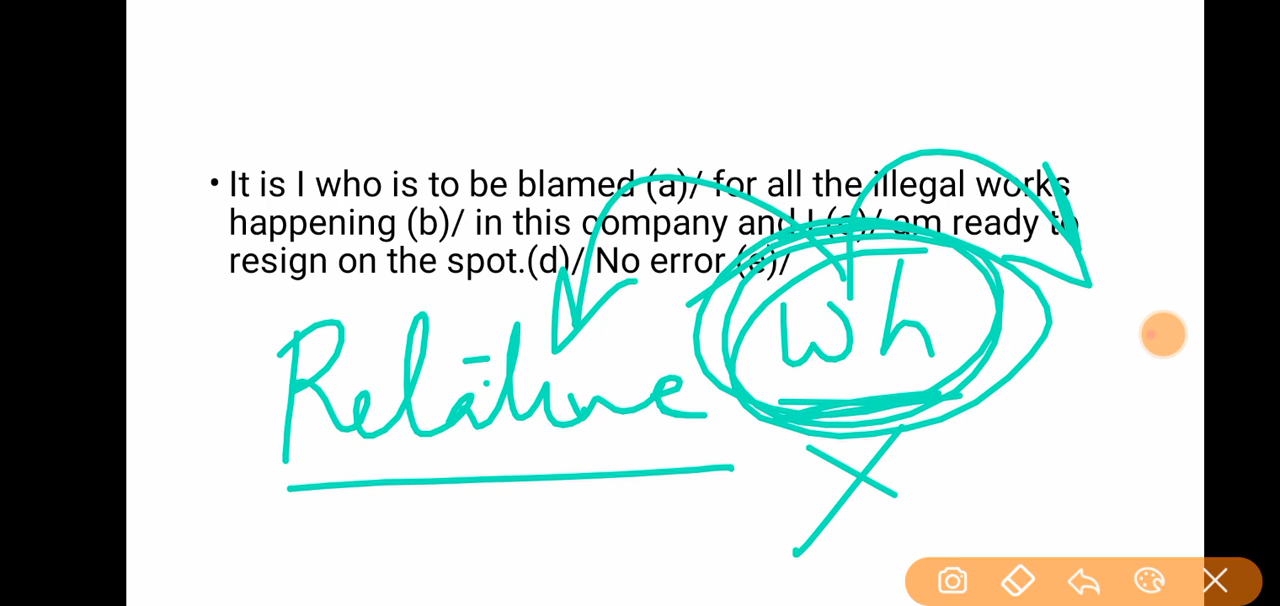 • It is I who is to be blamed (a)/ for all the illegal works
happening (b)/ in this company and I (c)/ am ready to
resign on the spot.(d)/ No error (e)/
Relative Wh